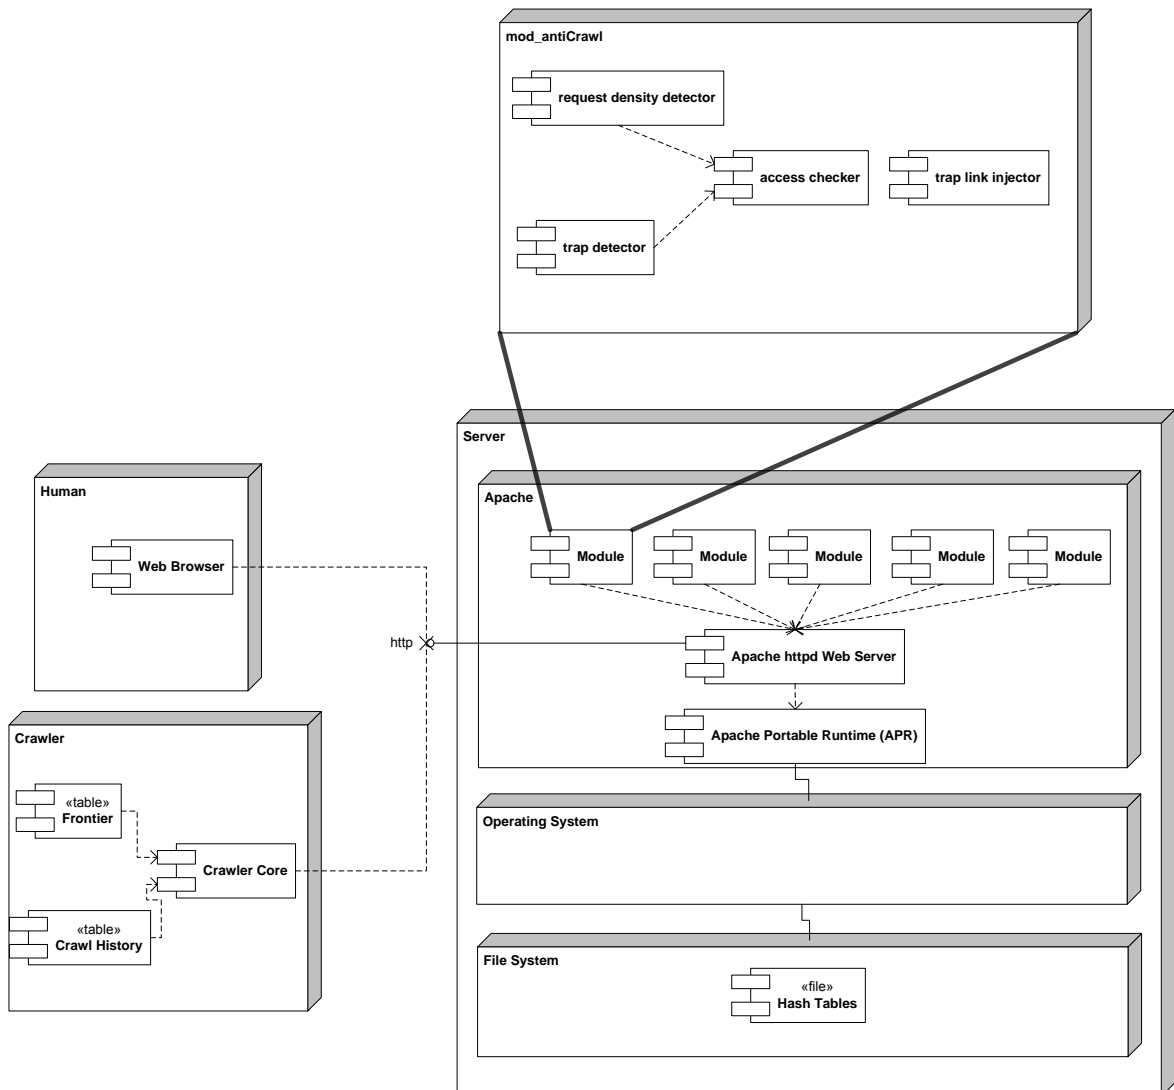 mod_antiCrawl
request density detector
access checker
trap link injector
trap detector
Server
Human
Apache
Web Browser
Module
Module
Module
Module
Module
http
Apache httpd Web Server
Apache Portable Runtime (APR)
Crawler
«table»
Frontier
Crawler Core
«table»
Crawl History
Operating System
File System
«file»
Hash Tables